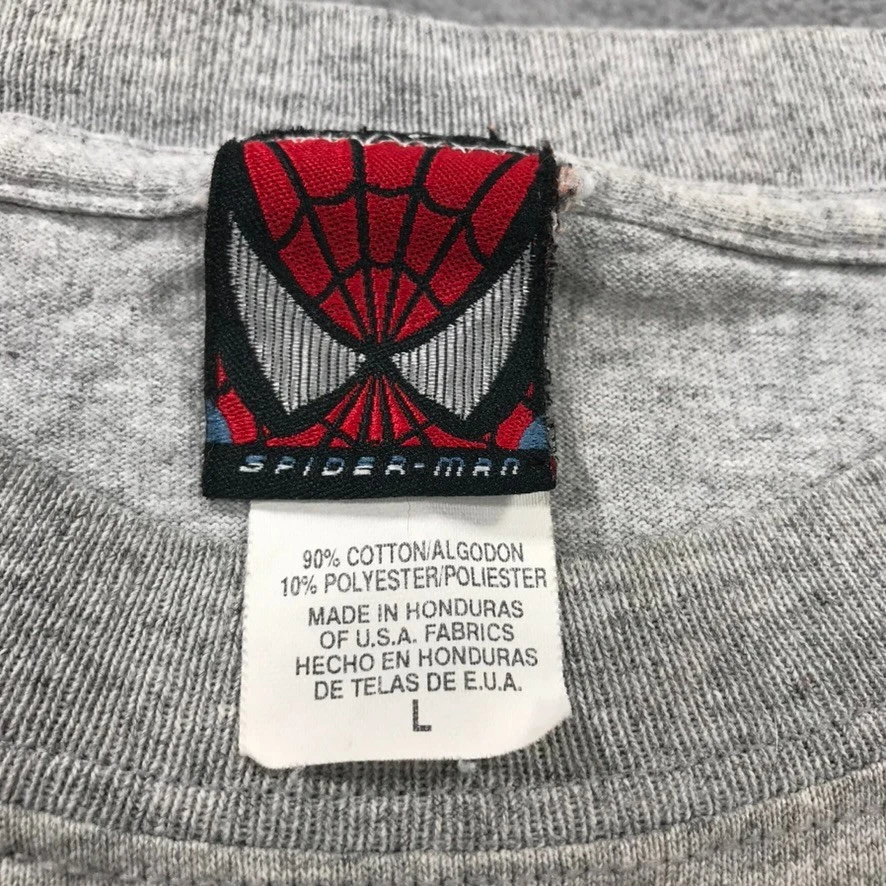 SPIDER-MAN
90% COTTON/ALGODON
10% POLYESTER/POLIESTER
MADE IN HONDURAS
OF U.S.A. FABRICS
HECHO EN HONDURAS
DE TELAS DE E.U.A.
L